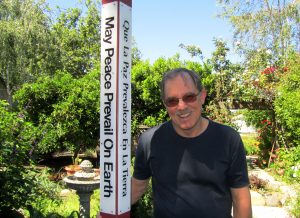 May Peace Prevail On Earth
Que La Paz Prevalezca En La Tierra